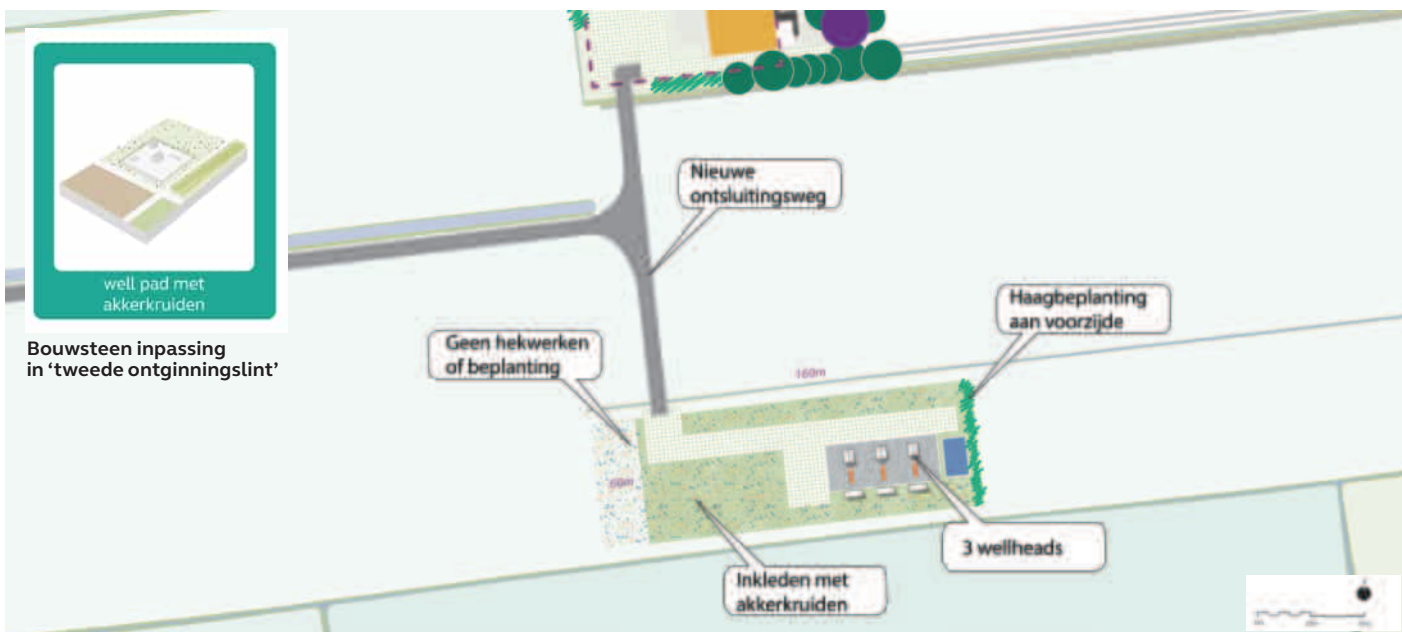 well pad met
akkerkruiden
Bouwsteen inpassing
in ‘tweede ontginningslint’
Nieuwe
ontsluitingsweg
Haagbeplanting
aan voorzijde
Geen hekwerken
of beplanting
160m
60m
3 wellheads
Inkleden met
akkerkruiden